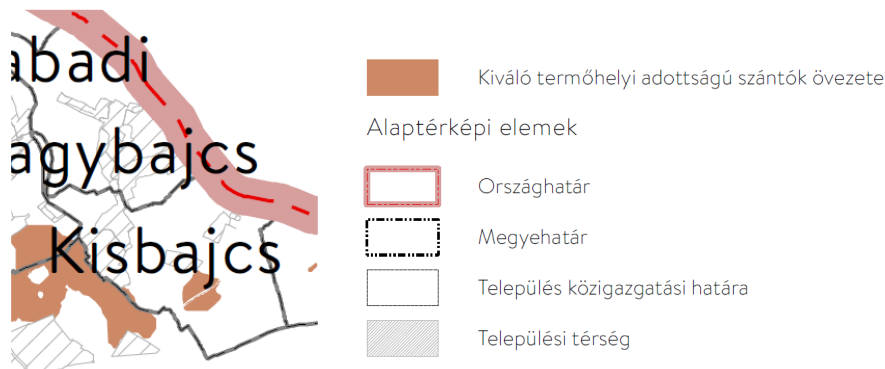 abadi
agybajcs
Kisbajcs
Kiváló termőhelyi adottságú szántók övezete
Alaptérképi elemek
Országhatár
Megyehatár
Település közigazgatási határa
Települési térség